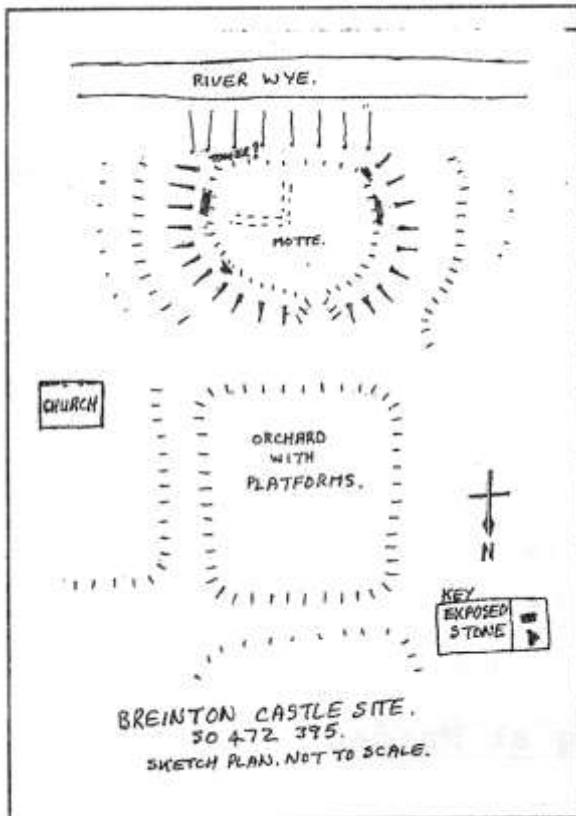 RIVER WYE.
TOWER?
MOTTE.
CHURCH
ORCHARD
WITH
PLATFORMS.
N
KEY
EXPOSED
STONE
BREINTON CASTLE SITE.
SO 472 395.
SKETCH PLAN. NOT TO SCALE.